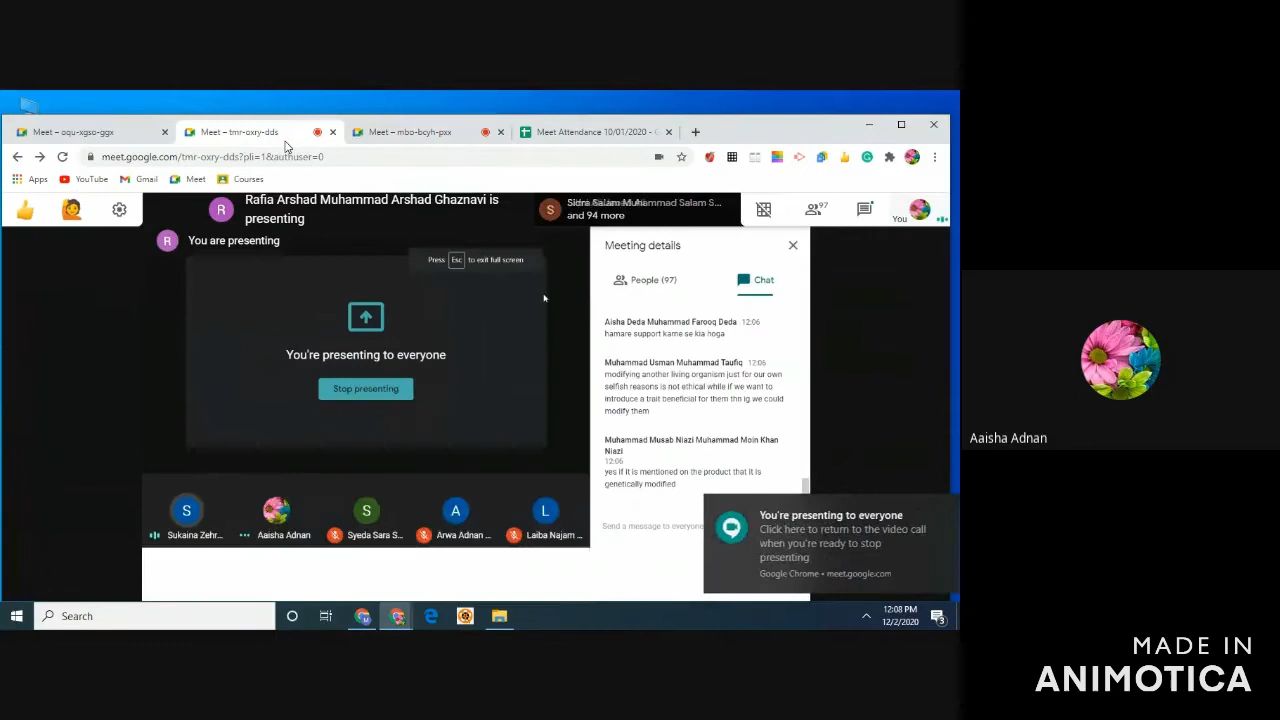 Meet – oqu-xgso-ggx
Meet – tmr-oxry-dds
Meet – mbo-bcyh-pxx
Meet Attendance 10/01/2020 - G
meet.google.com/tmr-oxry-dds?pli=1&authuser=0
Apps
YouTube
Gmail
Meet
Courses
Rafia Arshad Muhammad Arshad Ghaznavi is
presenting
Muhammad Salam S...
and 94 more
97
You
R
R
S
You are presenting
Press Esc to exit full screen
You're presenting to everyone
Stop presenting
Meeting details
People (97)
Chat
Aisha Deda Muhammad Farooq Deda 12:06
hamare support karne se kia hoga
Muhammad Usman Muhammad Taufiq 12:06
modifying another living organism just for our own
selfish reasons is not ethical while if we want to
introduce a trait beneficial for them thn ig we could
modify them
Muhammad Musab Niazi Muhammad Moin Khan
Niazi
12:06
yes if it is mentioned on the product that it is
genetically modified
Send a message to everyone
S
S
A
L
Sukaina Zehr...
Aaisha Adnan
Syeda Sara S...
Arwa Adnan ...
Laiba Najam ...
You're presenting to everyone
Click here to return to the video call
when you're ready to stop
presenting
Google Chrome • meet.google.com
Search
12:08 PM
12/2/2020
3
Aaisha Adnan
MADE IN
ANIMOTICA